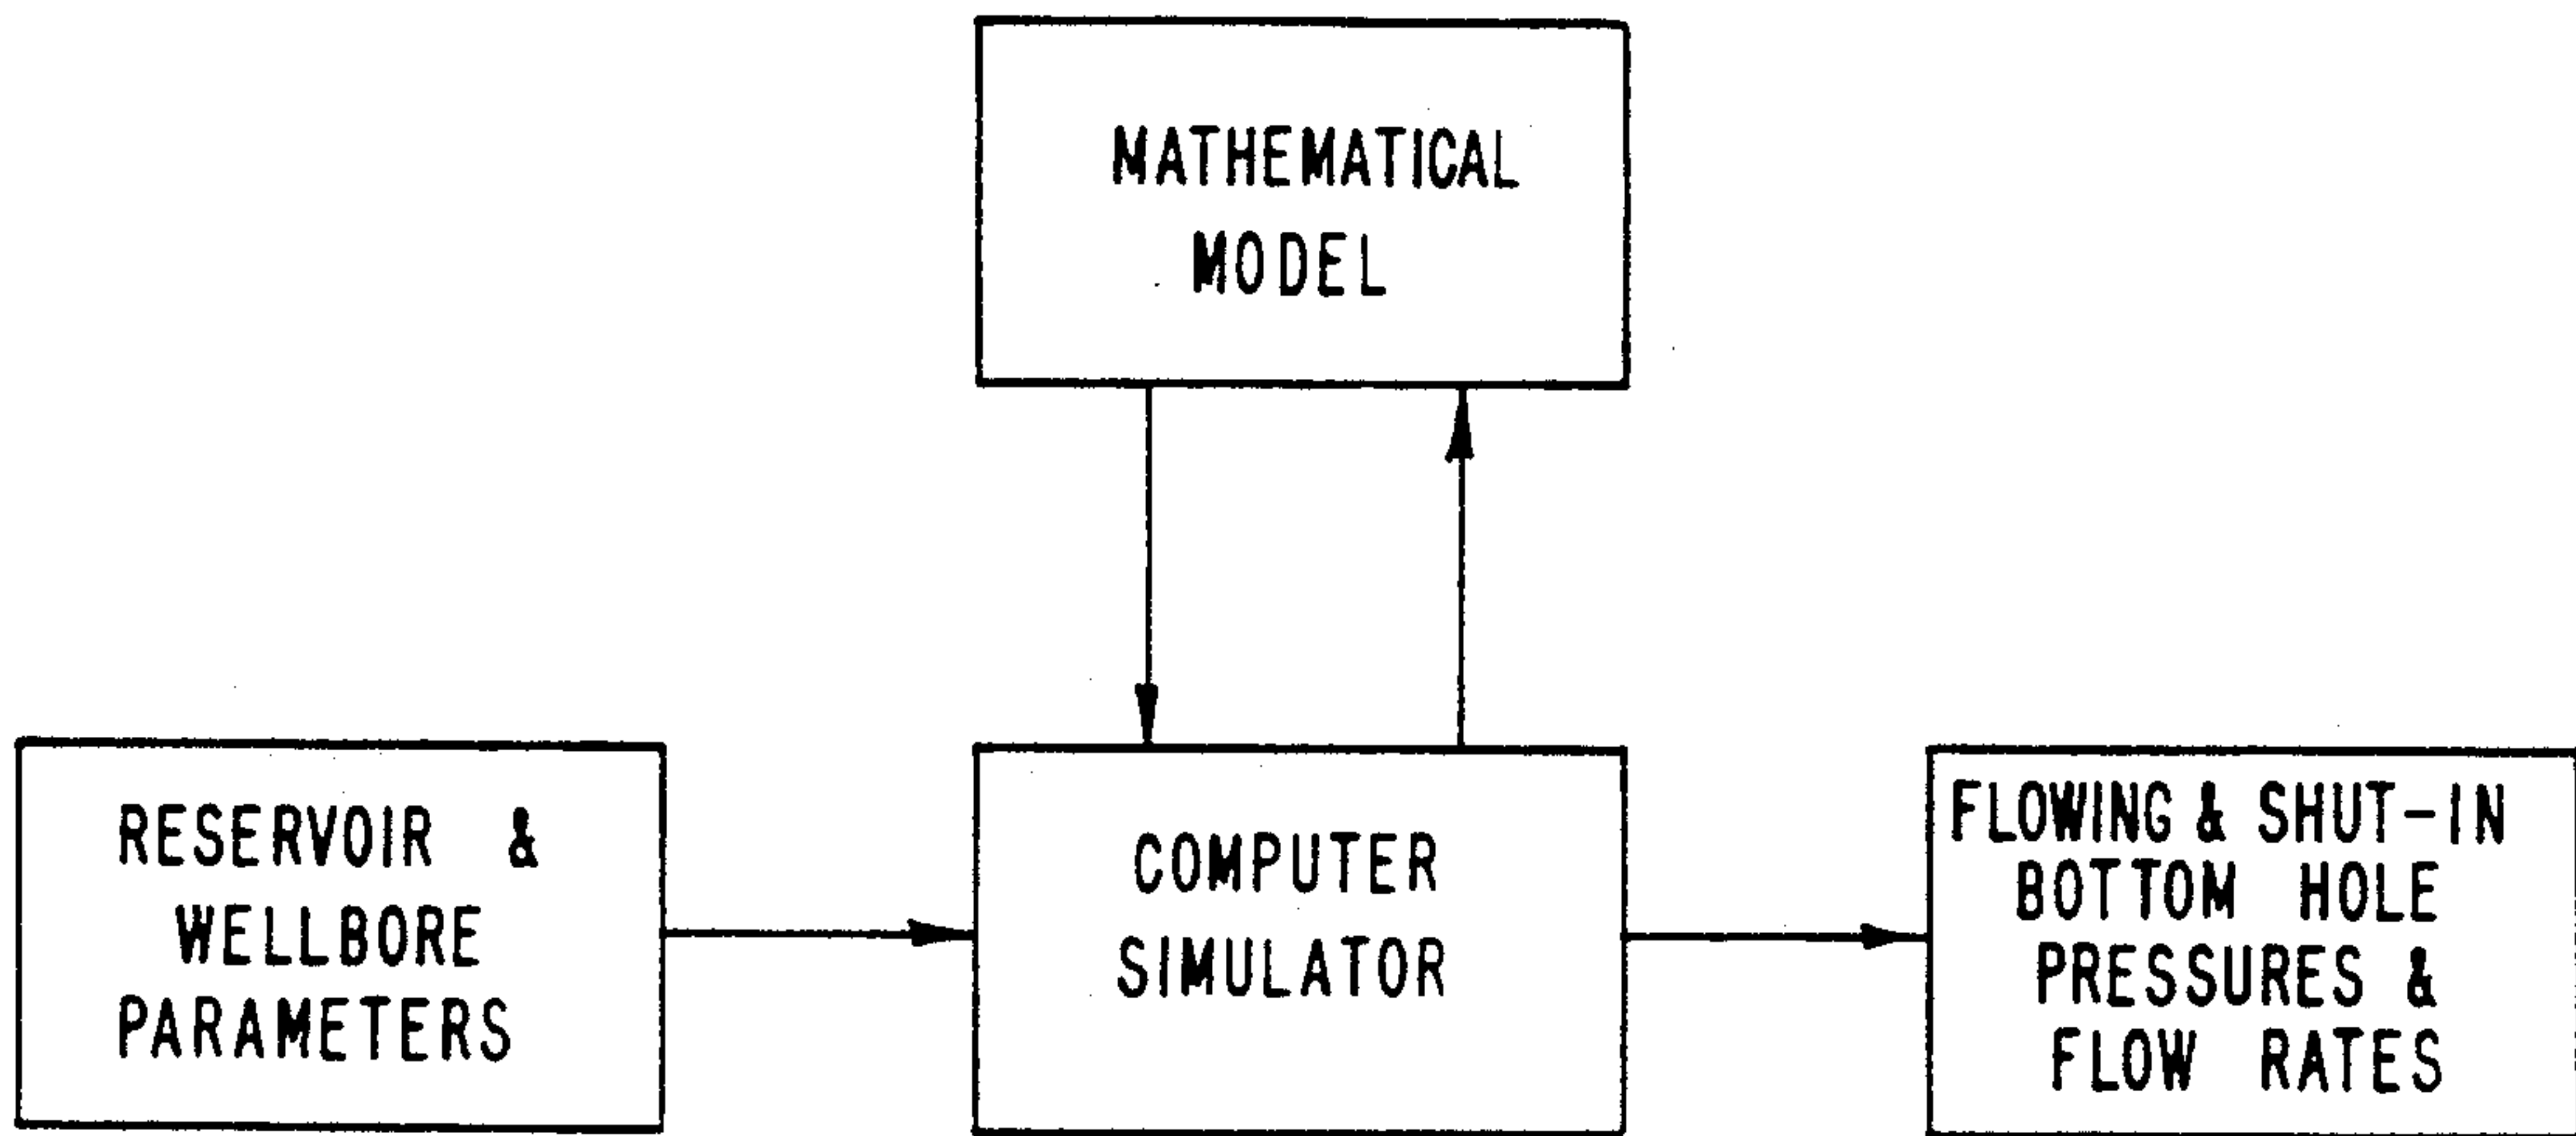 MATHEMATICAL
MODEL
RESERVOIR &
WELLBORE
PARAMETERS
COMPUTER
SIMULATOR
FLOWING & SHUT-IN
BOTTOM HOLE
PRESSURES &
FLOW RATES